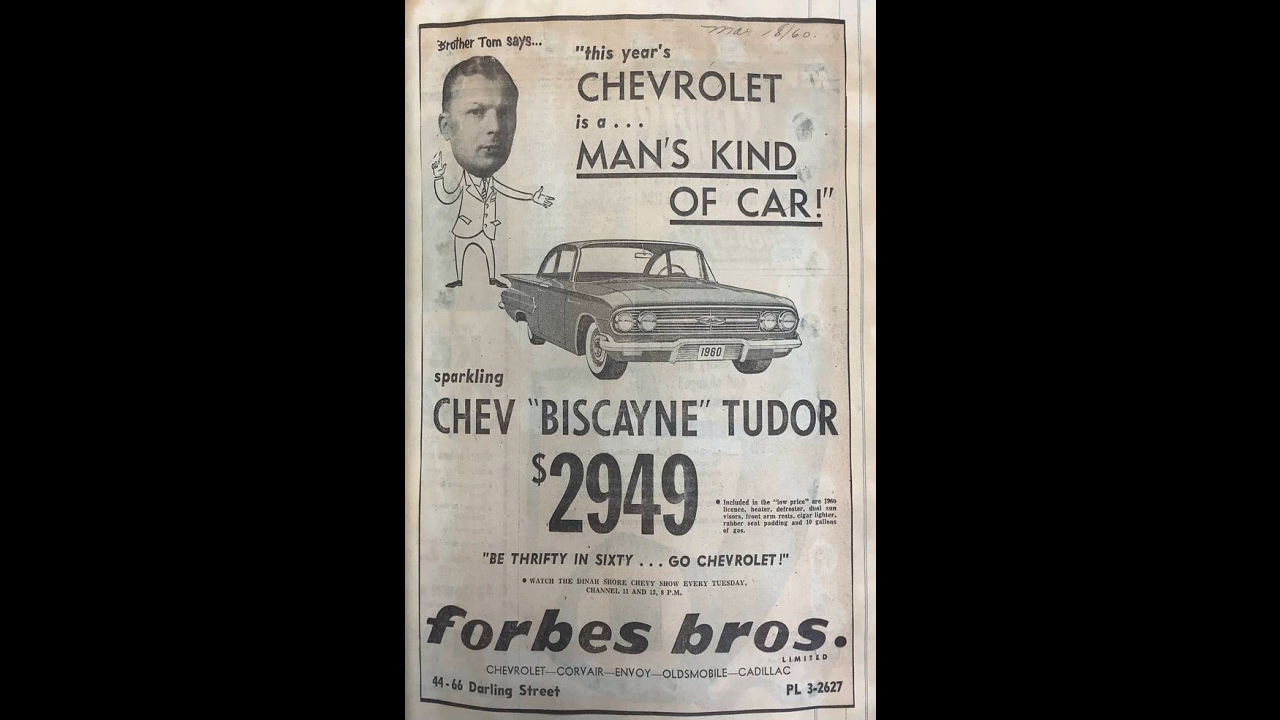 Mar 18/60.
Brother Tom says...
"this year's
CHEVROLET
is a...
MAN'S KIND
OF CAR!"
1960
sparkling
CHEV "BISCAYNE" TUDOR
$2949
• Included in the "low price" are 1960
licence, heater, defroster, dual sun
visors, front arm rests, cigar lighter,
rubber seat padding and 10 gallons
of gas.
"BE THRIFTY IN SIXTY... GO CHEVROLET!"
• WATCH THE DINAH SHORE CHEVY SHOW EVERY TUESDAY,
CHANNEL 11 AND 13, 8 P.M.
forbes bros.
LIMITED
CHEVROLET—CORVAIR—ENVOY—OLDSMOBILE—CADILLAC
44-66 Darling Street
PL 3-2627